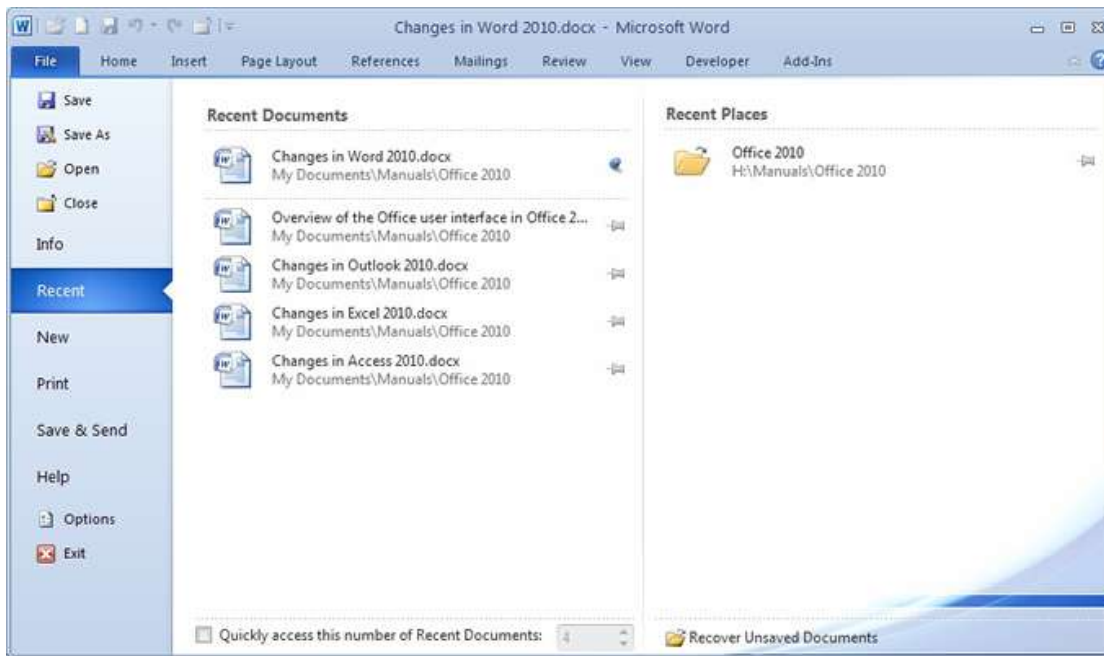 Changes in Word 2010.docx - Microsoft Word
File Home Insert Page Layout References Mailings Review View Developer Add-Ins
Save
Save As
Open
Close
Info
Recent
New
Print
Save & Send
Help
Options
Exit
Recent Documents
Changes in Word 2010.docx
My Documents\Manuals\Office 2010
Overview of the Office user interface in Office 2...
My Documents\Manuals\Office 2010
Changes in Outlook 2010.docx
My Documents\Manuals\Office 2010
Changes in Excel 2010.docx
My Documents\Manuals\Office 2010
Changes in Access 2010.docx
My Documents\Manuals\Office 2010
Quickly access this number of Recent Documents: 4
Recent Places
Office 2010
H:\Manuals\Office 2010
Recover Unsaved Documents